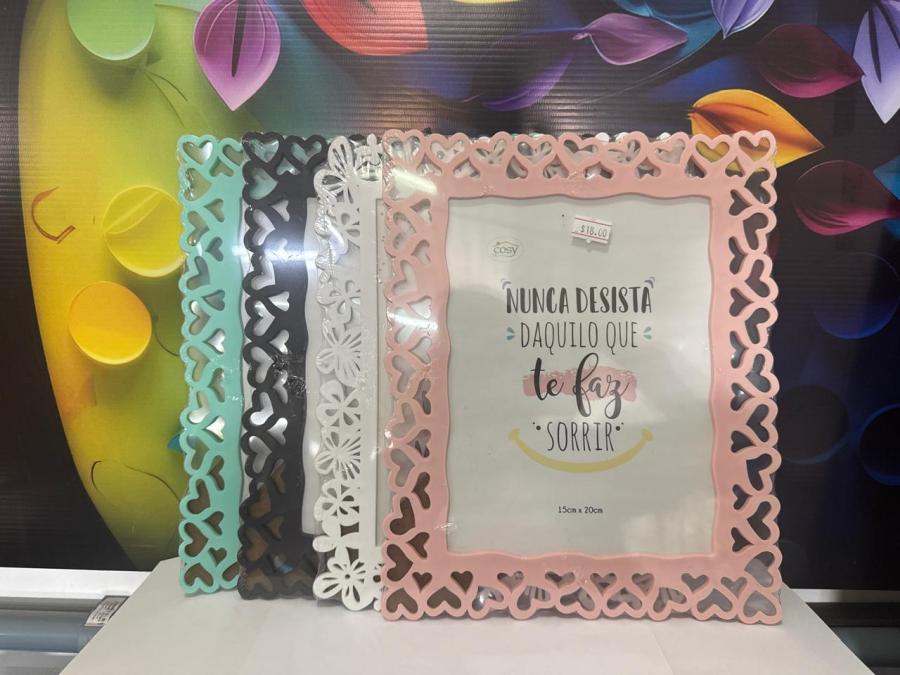 $18.00
cosy
NUNCA DESISTA
DAQUILO QUE
te faz
SORRIR
15cm x 20cm